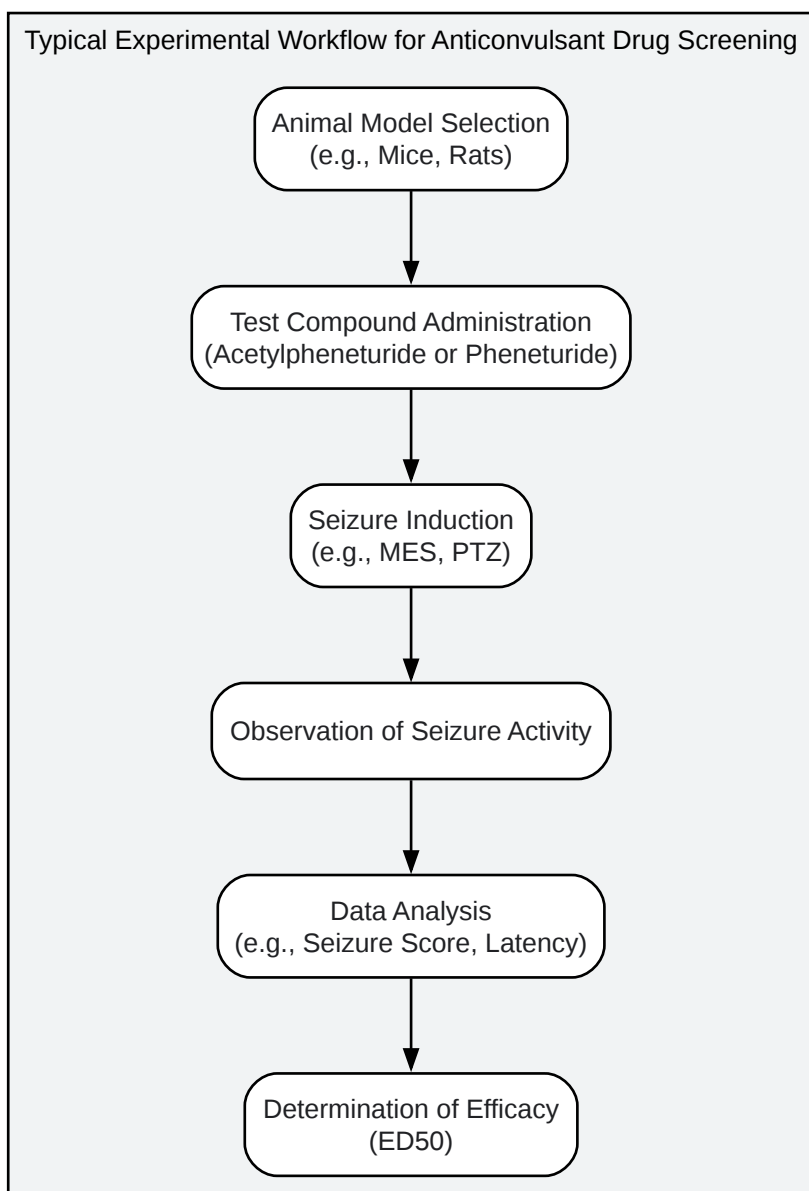 Typical Experimental Workflow for Anticonvulsant Drug Screening
Animal Model Selection
(e.g., Mice, Rats)
Test Compound Administration
(Acetylpheneturide or Pheneturide)
Seizure Induction
(e.g., MES, PTZ)
Observation of Seizure Activity
Data Analysis
(e.g., Seizure Score, Latency)
Determination of Efficacy
(ED50)